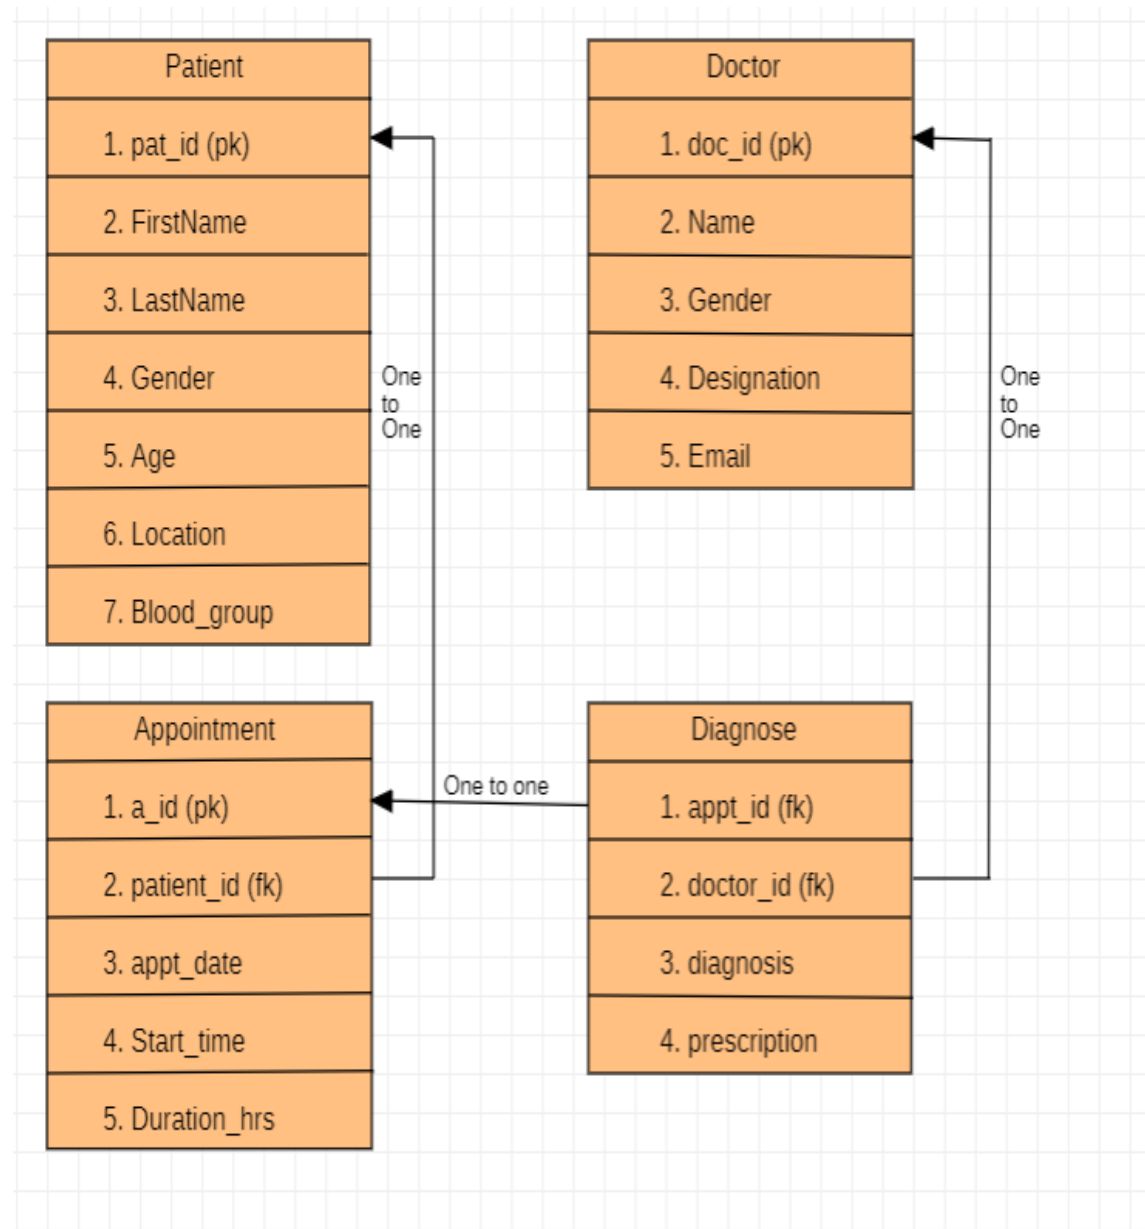 Patient
1. pat_id (pk)
2. FirstName
3. LastName
4. Gender
5. Age
6. Location
7. Blood_group
One
to
One
Doctor
1. doc_id (pk)
2. Name
3. Gender
4. Designation
5. Email
One
to
One
Appointment
1. a_id (pk)
2. patient_id (fk)
3. appt_date
4. Start_time
5. Duration_hrs
One to one
Diagnose
1. appt_id (fk)
2. doctor_id (fk)
3. diagnosis
4. prescription